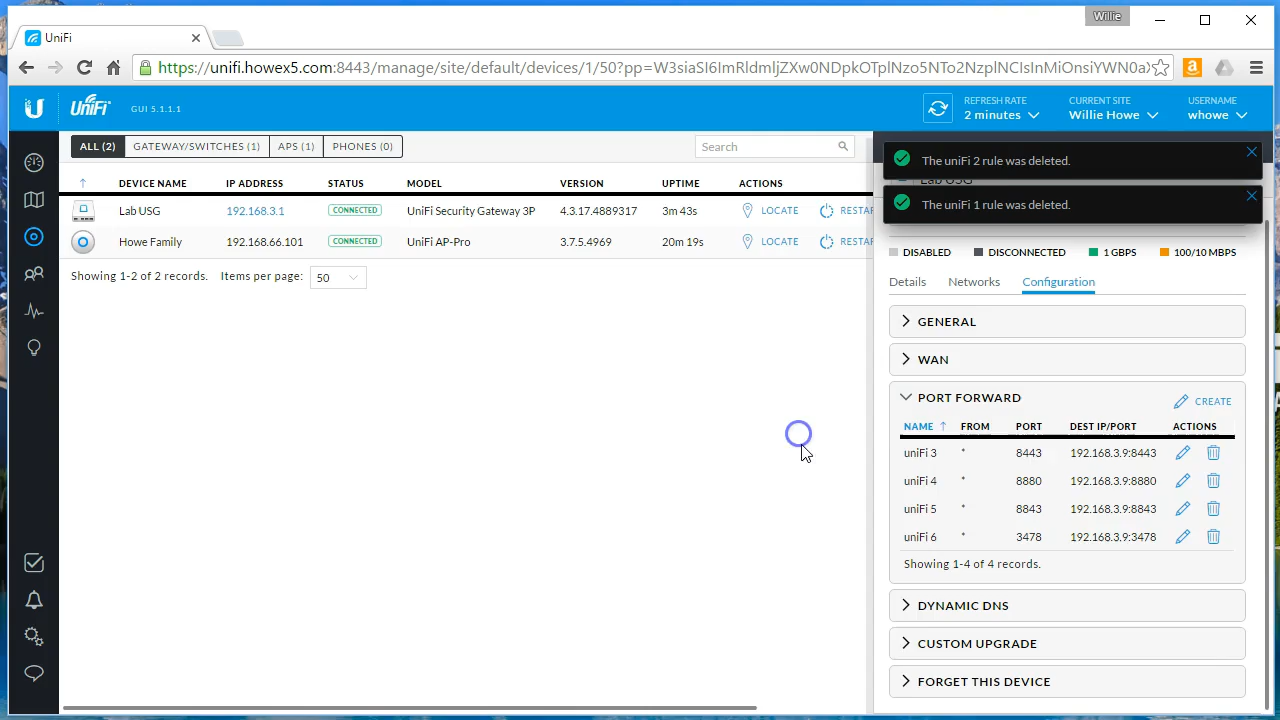 Willie
UniFi
https://unifi.howex5.com:8443/manage/site/default/devices/1/50?pp=W3siaSI6ImRldmljZXw0NDpkOTplNzo5NTo2NzplNCIsInMiOnsiYWN0aX
UniFi GUI 5.1.1.1
REFRESH RATE
2 minutes
CURRENT SITE
Willie Howe
USERNAME
whowe
ALL (2) GATEWAY/SWITCHES (1) APS (1) PHONES (0)
Search
DEVICE NAME IP ADDRESS STATUS MODEL VERSION UPTIME ACTIONS
Lab USG 192.168.3.1 CONNECTED UniFi Security Gateway 3P 4.3.17.4889317 3m 43s LOCATE RESTAR
Howe Family 192.168.66.101 CONNECTED UniFi AP-Pro 3.7.5.4969 20m 19s LOCATE RESTAR
Showing 1-2 of 2 records. Items per page: 50
The uniFi 2 rule was deleted.
Lab USG
The uniFi 1 rule was deleted.
DISABLED DISCONNECTED 1 GBPS 100/10 MBPS
Details Networks Configuration
GENERAL
WAN
PORT FORWARD
CREATE
NAME FROM PORT DEST IP/PORT ACTIONS
uniFi 3 * 8443 192.168.3.9:8443
uniFi 4 * 8880 192.168.3.9:8880
uniFi 5 * 8843 192.168.3.9:8843
uniFi 6 * 3478 192.168.3.9:3478
Showing 1-4 of 4 records.
DYNAMIC DNS
CUSTOM UPGRADE
FORGET THIS DEVICE